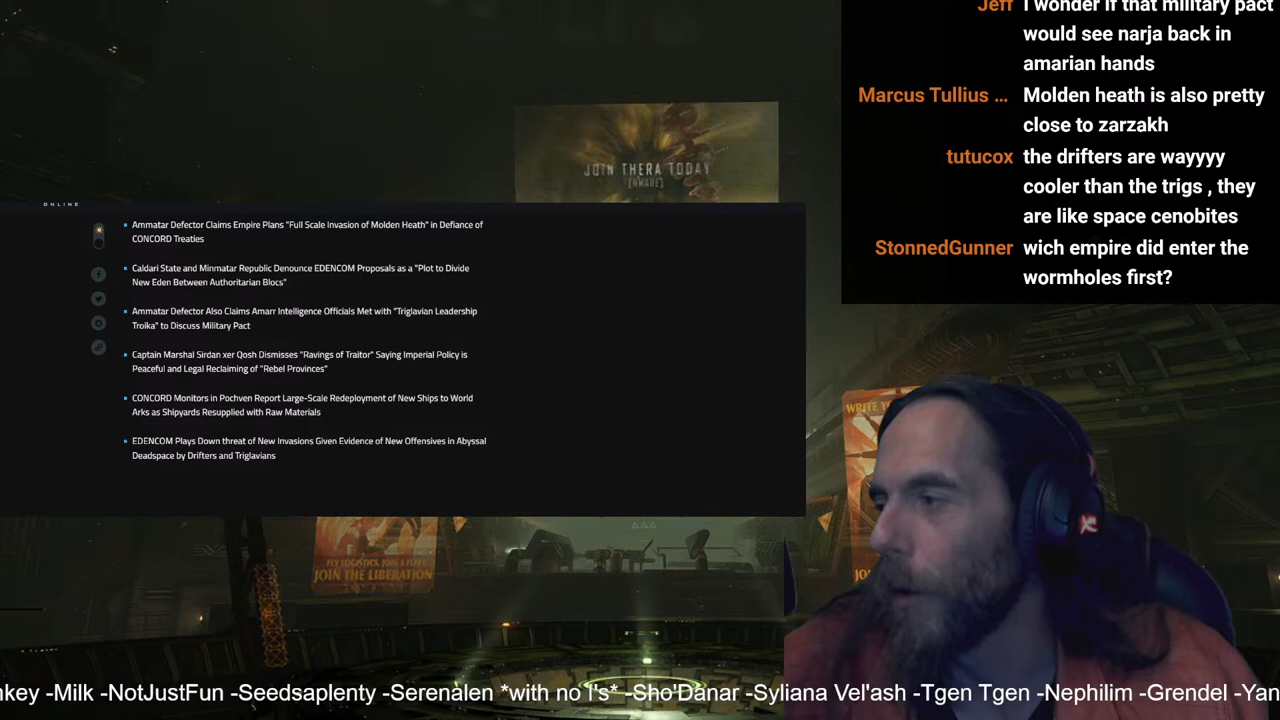 Jeff I wonder if that military pact
would see narja back in
amarian hands
Marcus Tullius ... Molden heath is also pretty
close to zarzakh
tutucox the drifters are wayyyy
cooler than the trigs , they
are like space cenobites
StonnedGunner wich empire did enter the
wormholes first?
JOIN THERA TODAY
ONLINE
Ammatar Defector Claims Empire Plans "Full Scale Invasion of Molden Heath" in Defiance of
CONCORD Treaties
Caldari State and Minmatar Republic Denounce EDENCOM Proposals as a "Plot to Divide
New Eden Between Authoritarian Blocs"
Ammatar Defector Also Claims Amarr Intelligence Officials Met with "Triglavian Leadership
Troika" to Discuss Military Pact
Captain Marshal Sirdan xer Qosh Dismisses "Ravings of Traitor" Saying Imperial Policy is
Peaceful and Legal Reclaiming of "Rebel Provinces"
CONCORD Monitors in Pochven Report Large-Scale Redeployment of New Ships to World
Arks as Shipyards Resupplied with Raw Materials
EDENCOM Plays Down threat of New Invasions Given Evidence of New Offensives in Abyssal
Deadspace by Drifters and Triglavians
WRITE YO
JOIN THE LIBERATION
JO
nkey -Milk -NotJustFun -Seedsaplenty -Serenalen *with no I's* -Sho'Danar -Syliana Vel'ash -Tgen Tgen -Nephilim -Grendel -Yan